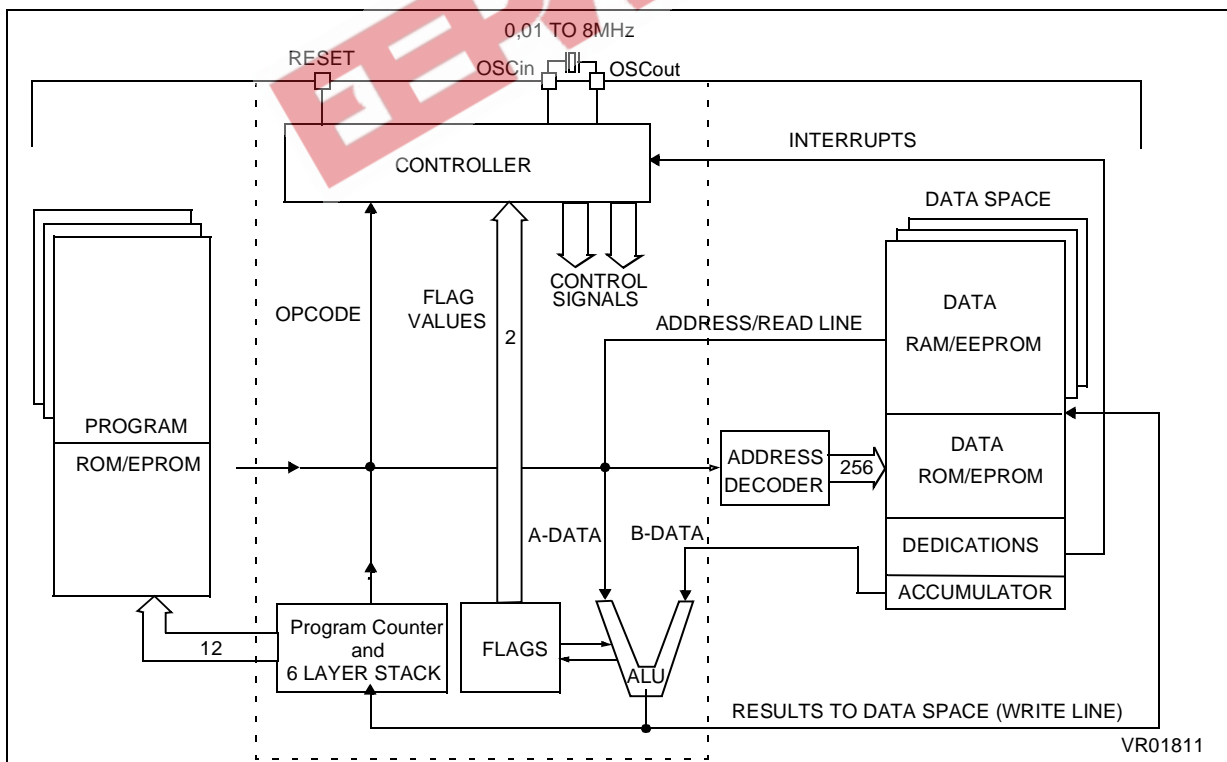 0,01 TO 8MHz
RESET
OSCin
OSCout
INTERRUPTS
CONTROLLER
DATA SPACE
OPCODE
FLAG
VALUES
2
CONTROL
SIGNALS
ADDRESS/READ LINE
DATA
RAM/EEPROM
PROGRAM
ROM/EPROM
ADDRESS
DECODER
256
DATA
ROM/EPROM
A-DATA
B-DATA
DEDICATIONS
ACCUMULATOR
12
Program Counter
and
6 LAYER STACK
FLAGS
ALU
RESULTS TO DATA SPACE (WRITE LINE)
VR01811